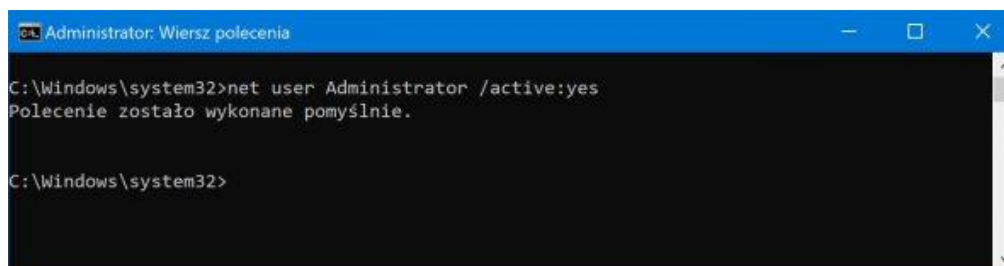 Administrator: Wiersz polecenia
C:\Windows\system32>net user Administrator /active:yes
Polecenie zostało wykonane pomyślnie.
C:\Windows\system32>